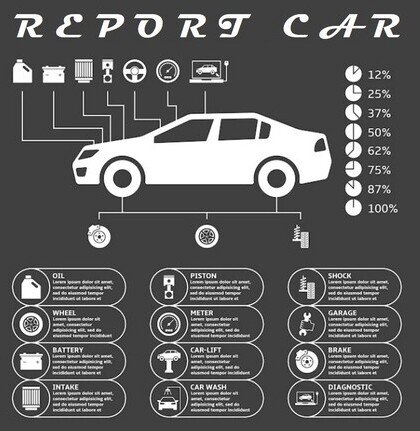 REPORT CAR
12%
25%
37%
50%
62%
75%
87%
100%
OIL
Lorem ipsum dolor sit amet,
consectetur adipisicing elit,
sed do eiusmod tempor
incididunt ut labore et
PISTON
Lorem ipsum dolor sit amet,
consectetur adipisicing elit,
sed do eiusmod tempor
incididunt ut labore et
SHOCK
Lorem ipsum dolor sit amet,
consectetur adipisicing elit,
sed do eiusmod tempor
incididunt ut labore et
WHEEL
Lorem ipsum dolor sit
amet, consectetur
adipisicing elit, sed do
eiusmod tempor incididunt
METER
Lorem ipsum dolor sit
amet, consectetur
adipisicing elit, sed do
eiusmod tempor incididunt
GARAGE
Lorem ipsum dolor sit
amet, consectetur
adipisicing elit, sed do
eiusmod tempor incididunt
BATTERY
Lorem ipsum dolor sit amet,
consectetur adipisicing elit,
sed do eiusmod tempor
incididunt ut labore et
CAR-LIFT
Lorem ipsum dolor sit amet,
consectetur adipisicing elit,
sed do eiusmod tempor
incididunt ut labore et
BRAKE
Lorem ipsum dolor sit amet,
consectetur adipisicing elit,
sed do eiusmod tempor
incididunt ut labore et
INTAKE
Lorem ipsum dolor sit amet,
consectetur adipisicing elit,
sed do eiusmod tempor
incididunt ut labore et
CAR WASH
Lorem ipsum dolor sit amet,
consectetur adipisicing elit,
sed do eiusmod tempor
incididunt ut labore et
DIAGNOSTIC
Lorem ipsum dolor sit amet,
consectetur adipisicing elit,
sed do eiusmod tempor
incididunt ut labore et